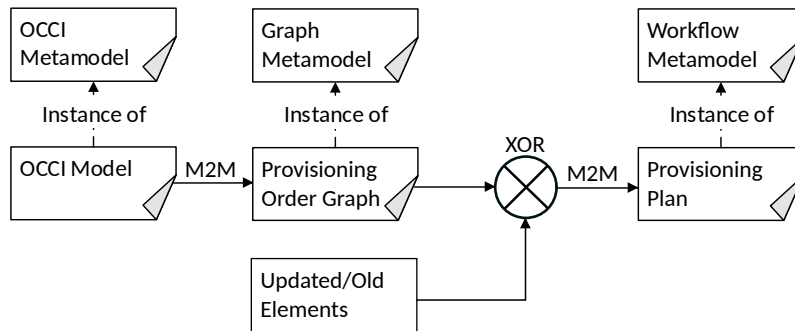 OCCI
Metamodel
Graph
Metamodel
Workflow
Metamodel
Instance of
Instance of
Instance of
OCCI Model
M2M
Provisioning
Order Graph
XOR
M2M
Provisioning
Plan
Updated/Old
Elements